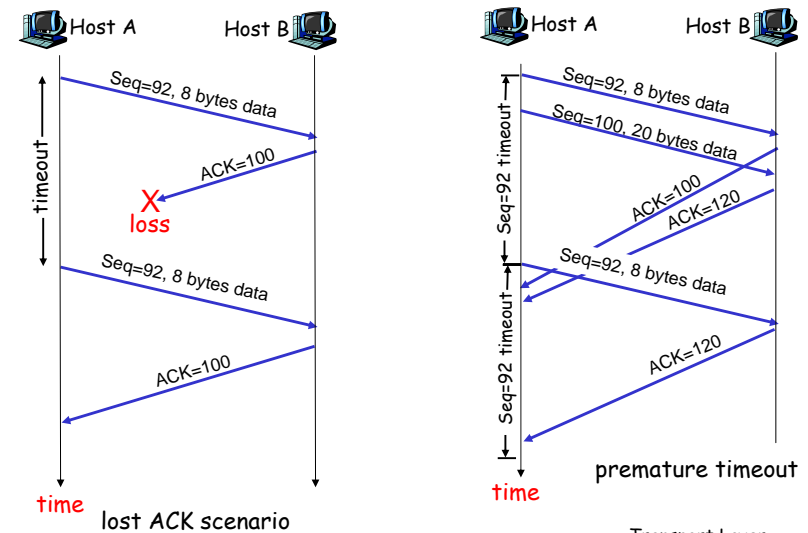 Host A
Host B
Seq=92, 8 bytes data
timeout
ACK=100
X
loss
Seq=92, 8 bytes data
ACK=100
time
lost ACK scenario
Host A
Host B
Seq=92, 8 bytes data
Seq=100, 20 bytes data
Seq=92 timeout
ACK=100
ACK=120
Seq=92, 8 bytes data
Seq=92 timeout
ACK=120
premature timeout
time